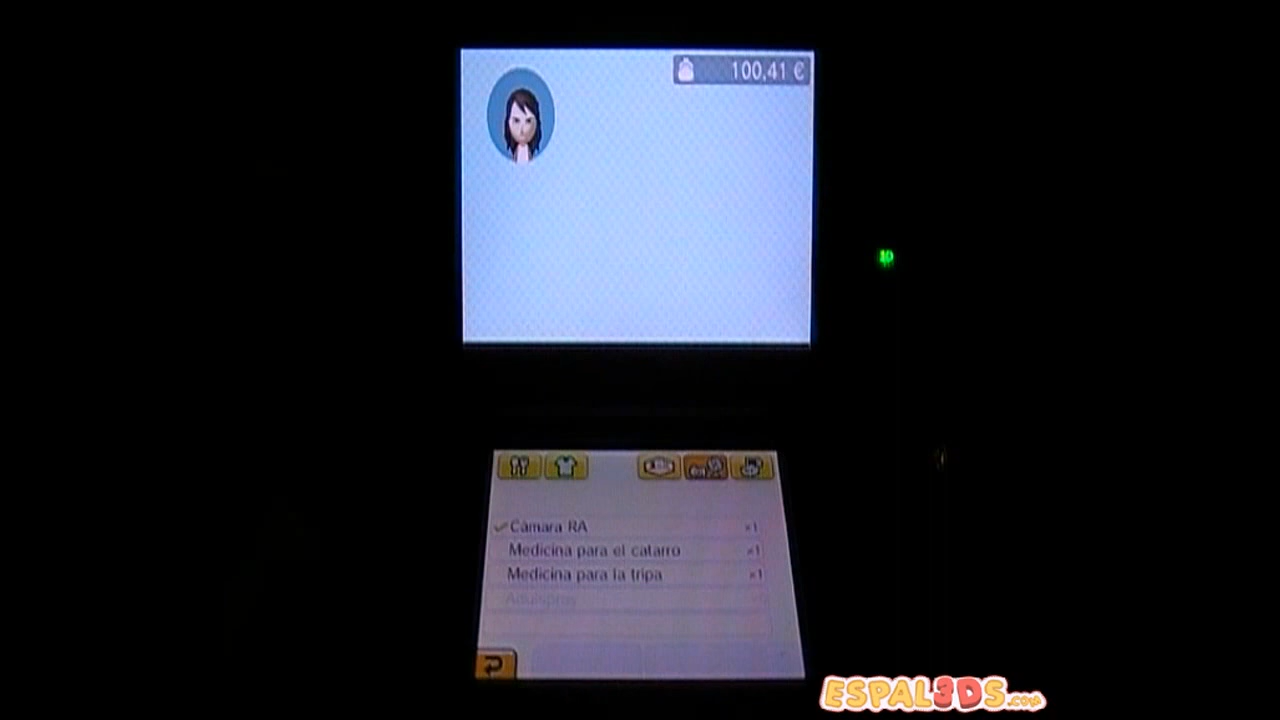 100,41 €
Cámara RA ×1
Medicina para el catarro ×1
Medicina para la tripa ×1
ESPAL3DS.com